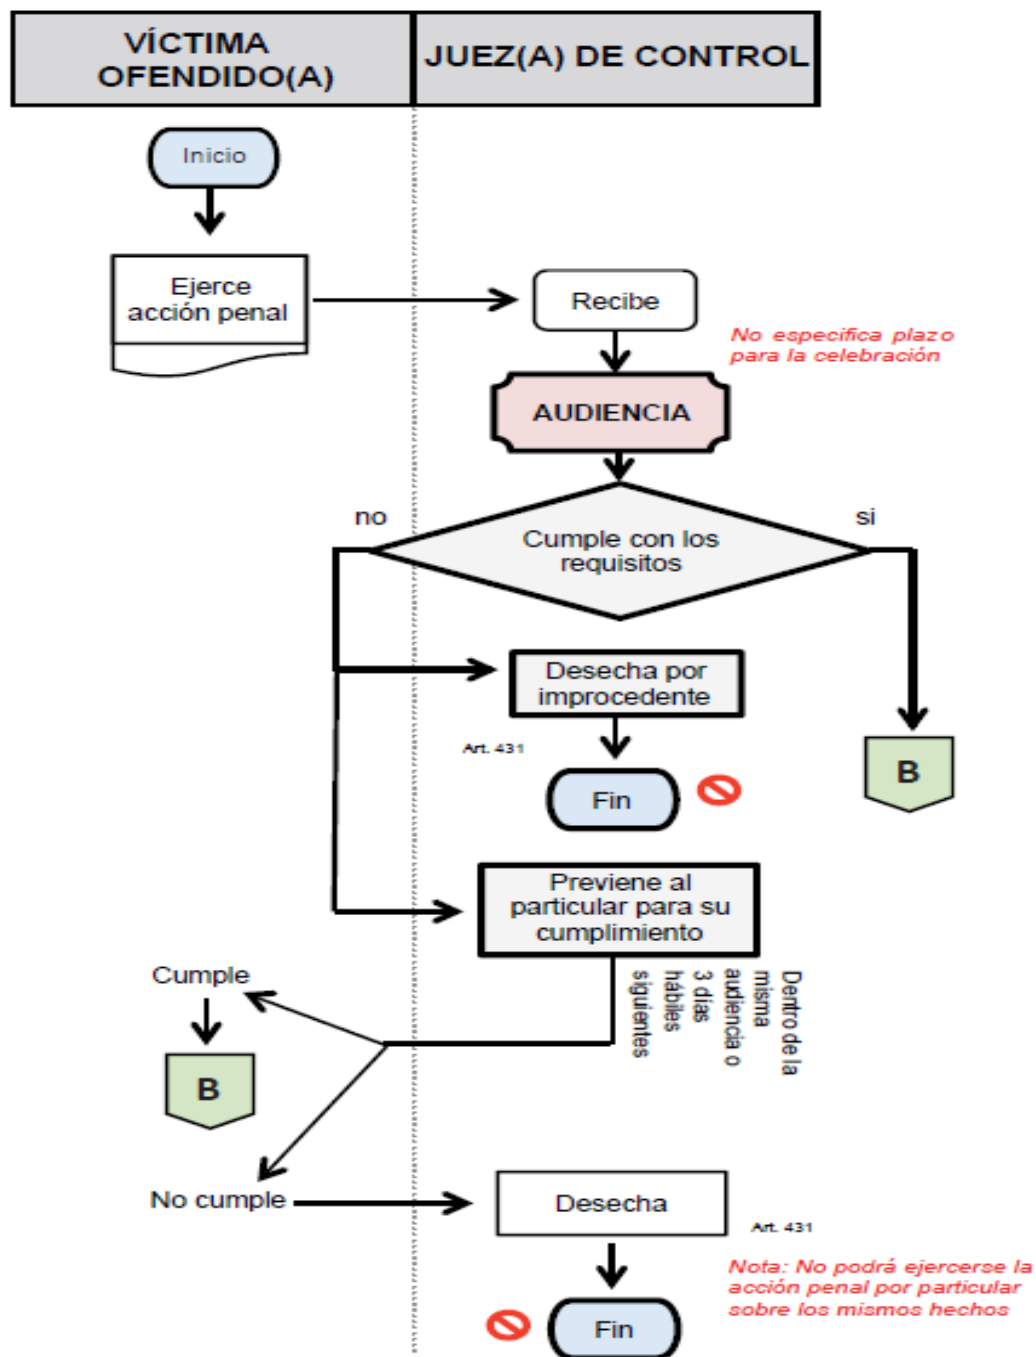 VÍCTIMA
OFENDIDO(A)
JUEZ(A) DE CONTROL
Inicio
Ejerce
acción penal
Recibe
No especifica plazo
para la celebración
AUDIENCIA
no
si
Cumple con los
requisitos
Desecha por
improcedente
Art. 431
Fin
B
Previene al
particular para su
cumplimiento
Dentro de la
misma
audiencia o
3 días
hábiles
siguientes
Cumple
B
No cumple
Desecha
Art. 431
Nota: No podrá ejercerse la
acción penal por particular
sobre los mismos hechos
Fin